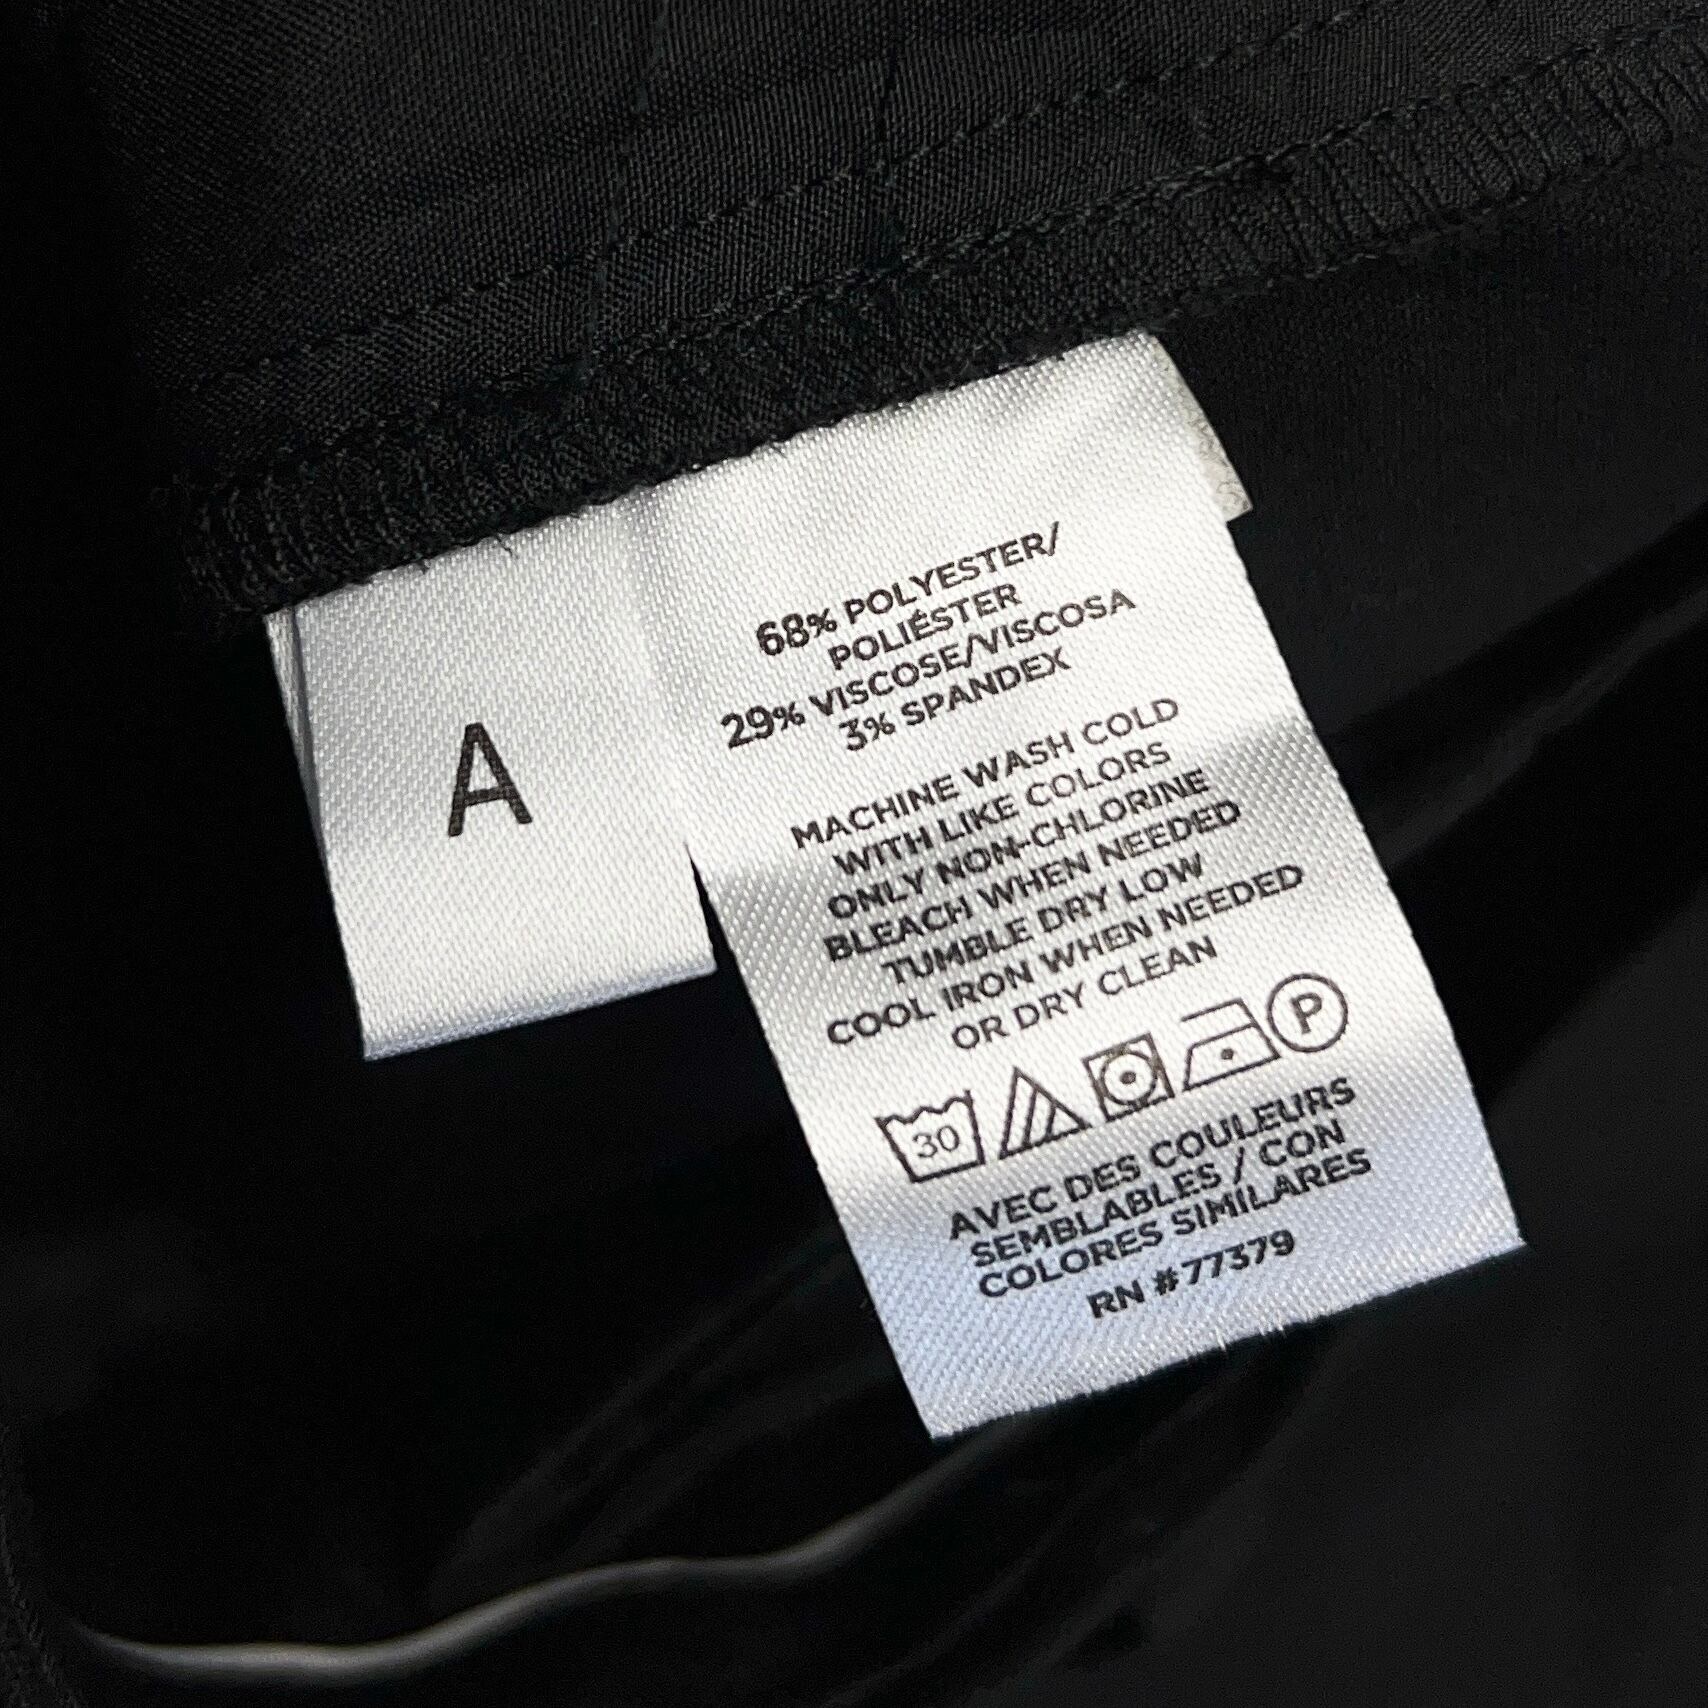 A
68% POLYESTER/
POLIÉSTER
29% VISCOSE/VISCOSA
3% SPANDEX
MACHINE WASH COLD
WITH LIKE COLORS
ONLY NON-CHLORINE
BLEACH WHEN NEEDED
TUMBLE DRY LOW
COOL IRON WHEN NEEDED
OR DRY CLEAN
30 P
AVEC DES COULEURS
SEMBLABLES / CON
COLORES SIMILARES
RN #77379